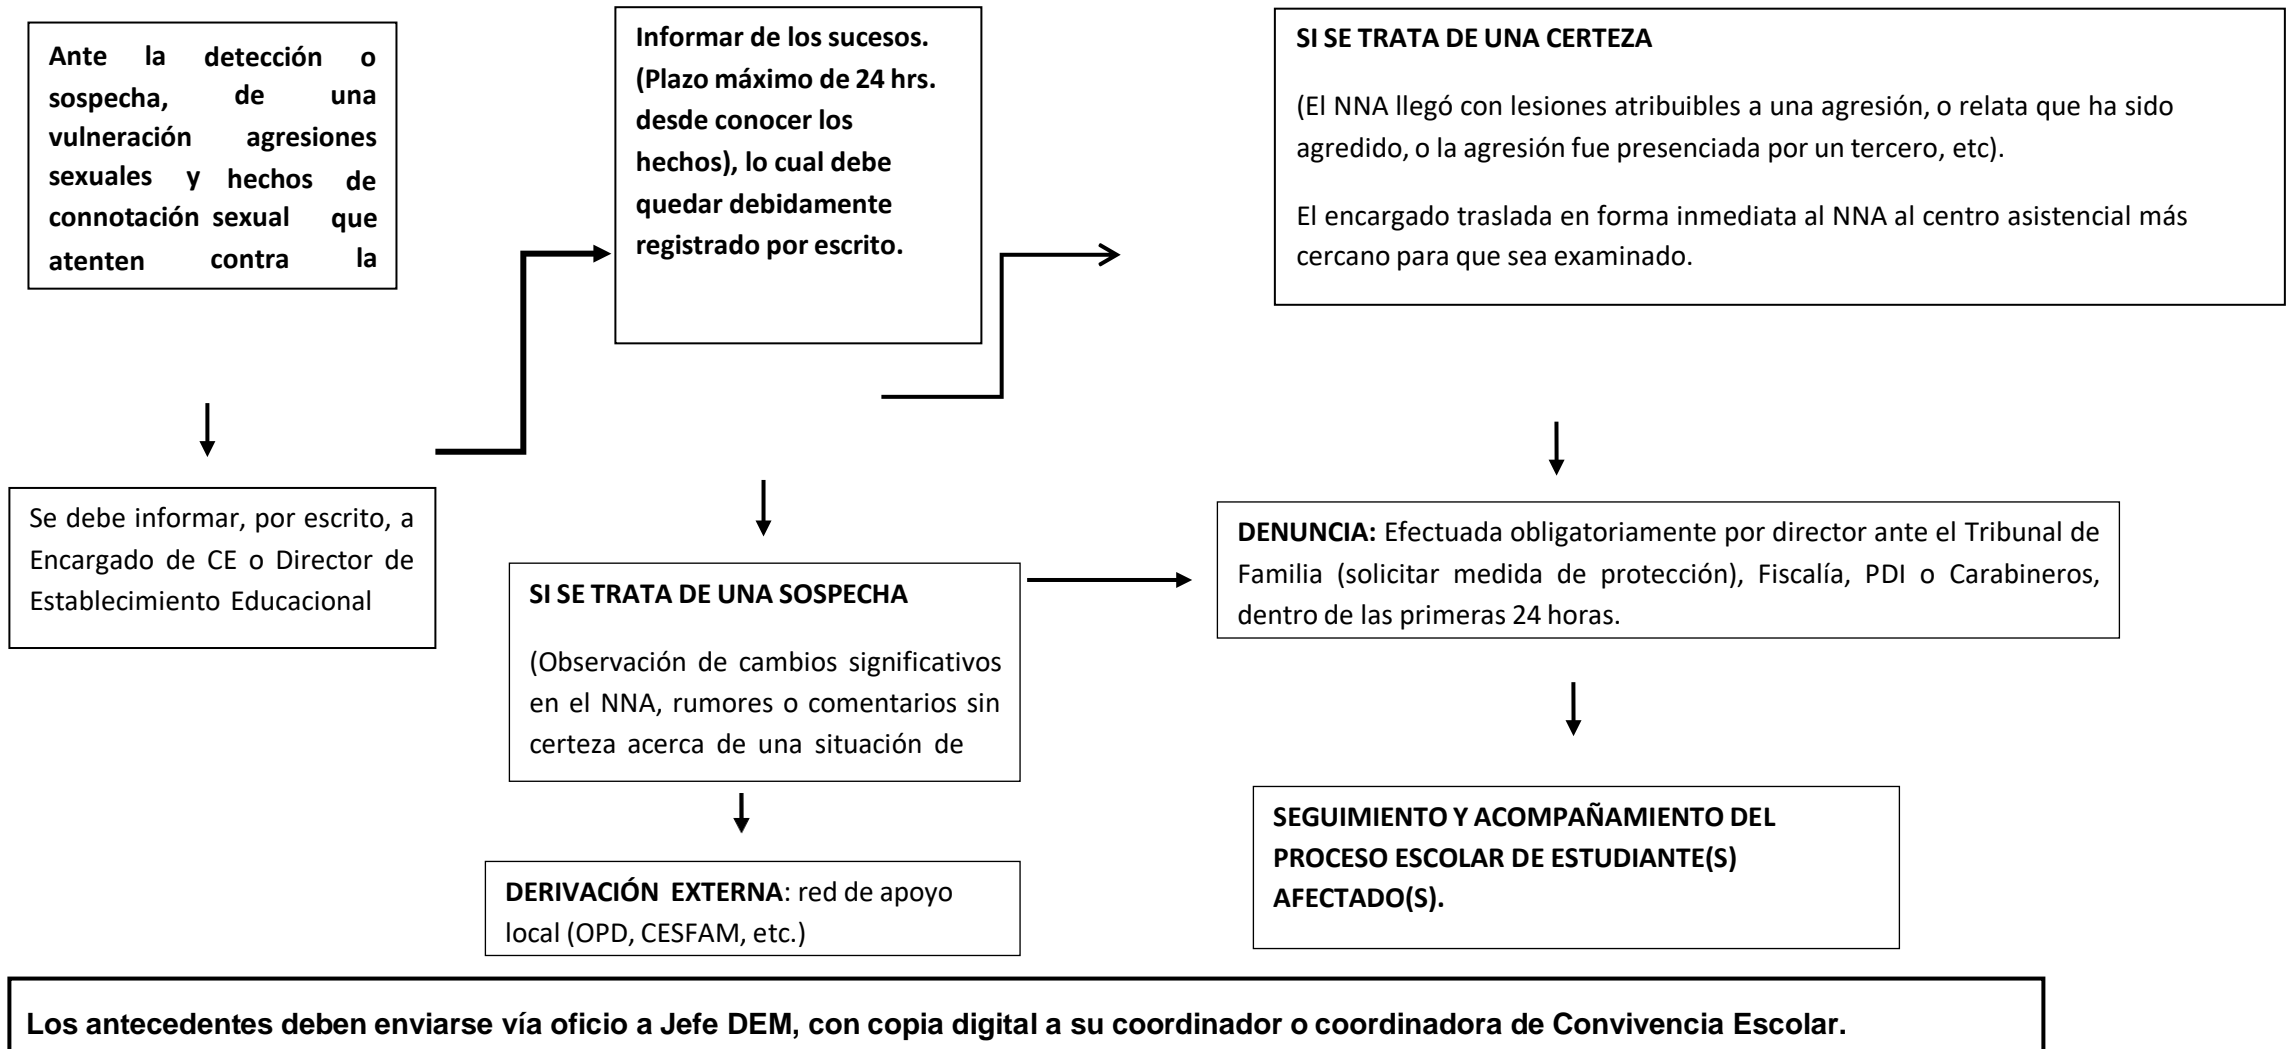 Ante la detección o
sospecha, de una
vulneración agresiones
sexuales y hechos de
connotación sexual que
atenten contra la
Se debe informar, por escrito, a
Encargado de CE o Director de
Establecimiento Educacional
Informar de los sucesos.
(Plazo máximo de 24 hrs.
desde conocer los
hechos), lo cual debe
quedar debidamente
registrado por escrito.
SI SE TRATA DE UNA SOSPECHA
(Observación de cambios significativos
en el NNA, rumores o comentarios sin
certeza acerca de una situación de
DERIVACIÓN EXTERNA: red de apoyo
local (OPD, CESFAM, etc.)
SI SE TRATA DE UNA CERTEZA
(El NNA llegó con lesiones atribuibles a una agresión, o relata que ha sido
agredido, o la agresión fue presenciada por un tercero, etc).
El encargado traslada en forma inmediata al NNA al centro asistencial más
cercano para que sea examinado.
DENUNCIA: Efectuada obligatoriamente por director ante el Tribunal de
Familia (solicitar medida de protección), Fiscalía, PDI o Carabineros,
dentro de las primeras 24 horas.
SEGUIMIENTO Y ACOMPAÑAMIENTO DEL
PROCESO ESCOLAR DE ESTUDIANTE(S)
AFECTADO(S).
Los antecedentes deben enviarse vía oficio a Jefe DEM, con copia digital a su coordinador o coordinadora de Convivencia Escolar.